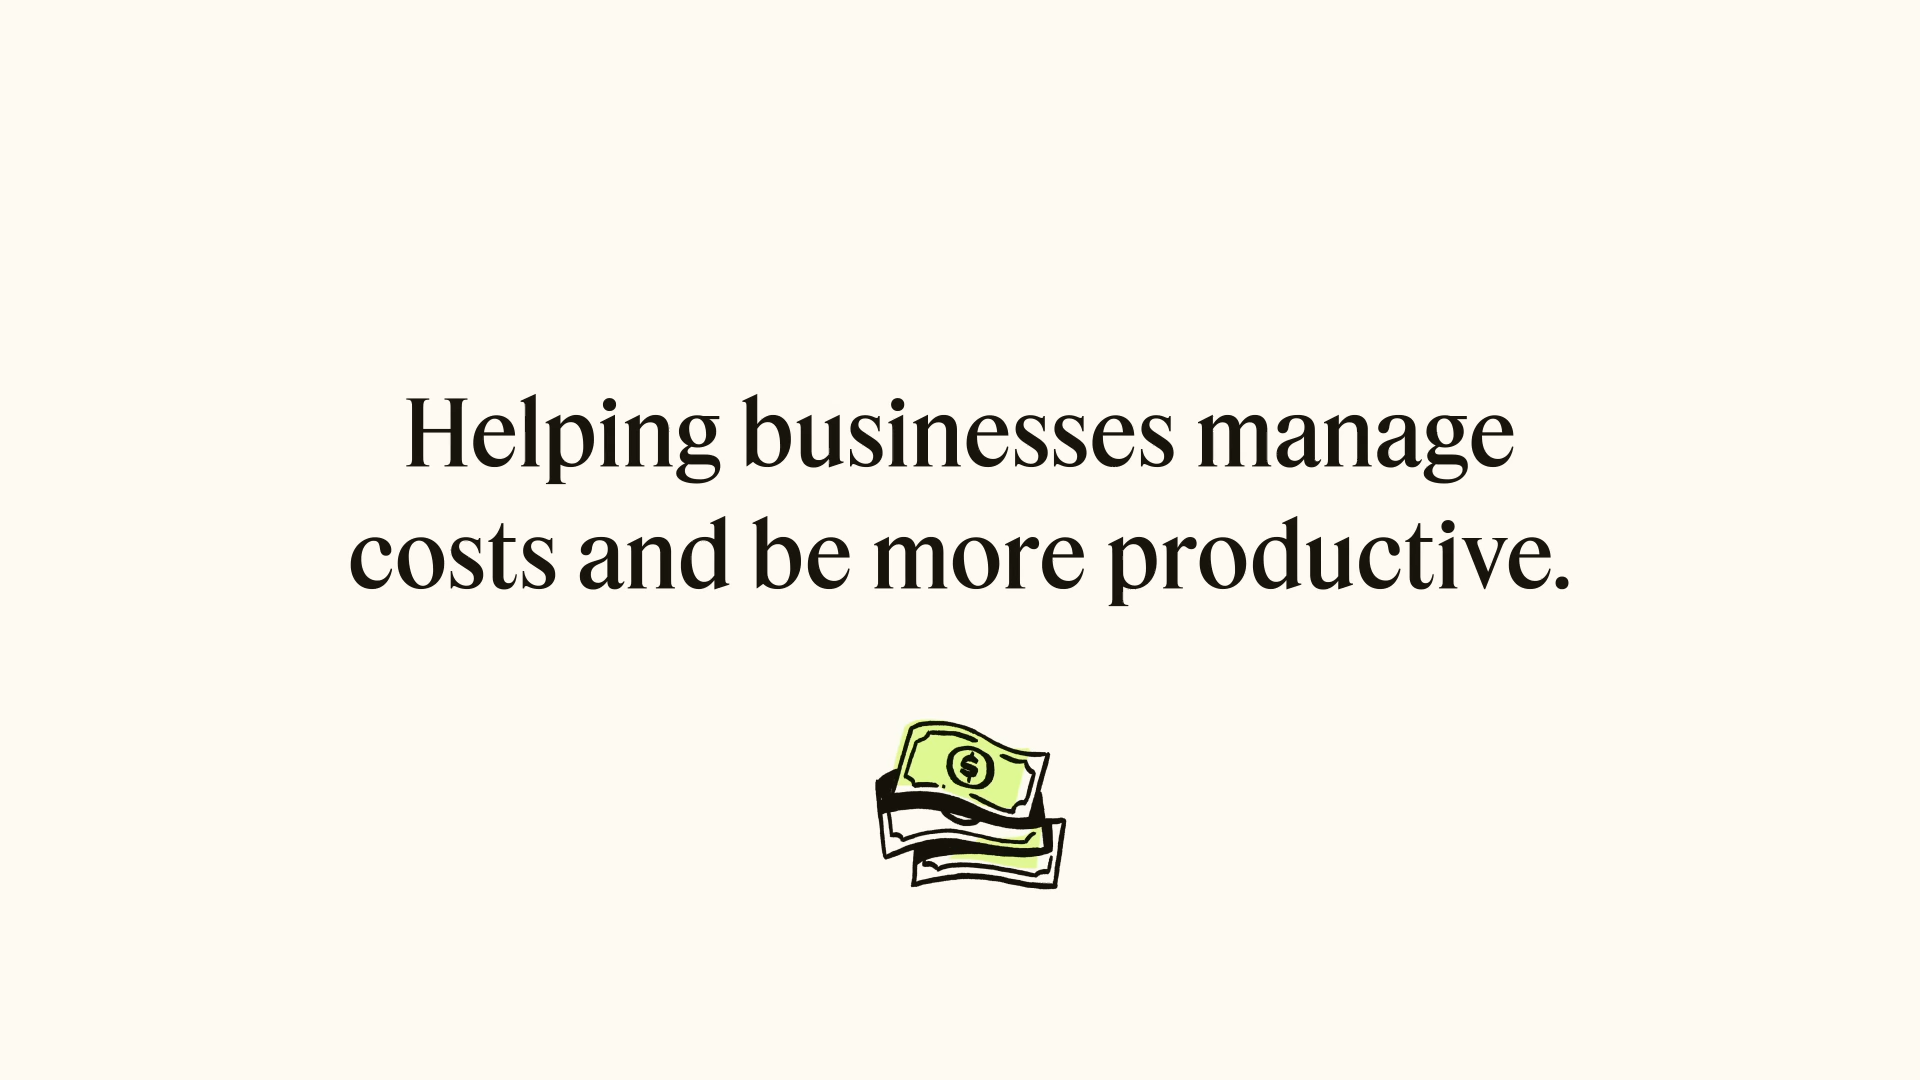 Helping businesses manage
costs and be more productive.
$